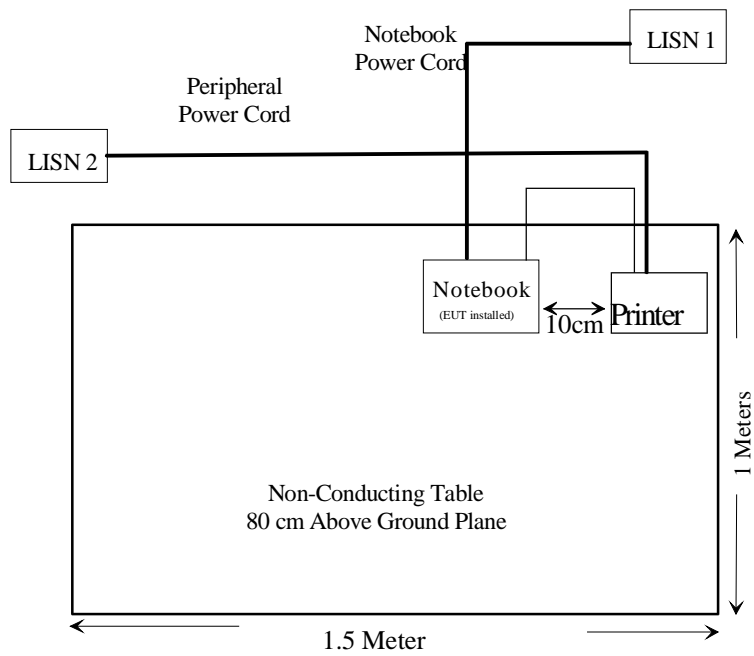 Notebook
Power Cord
LISN 1
Peripheral
Power Cord
LISN 2
Notebook
(EUT installed)
10cm
Printer
1 Meters
Non-Conducting Table
80 cm Above Ground Plane
1.5 Meter